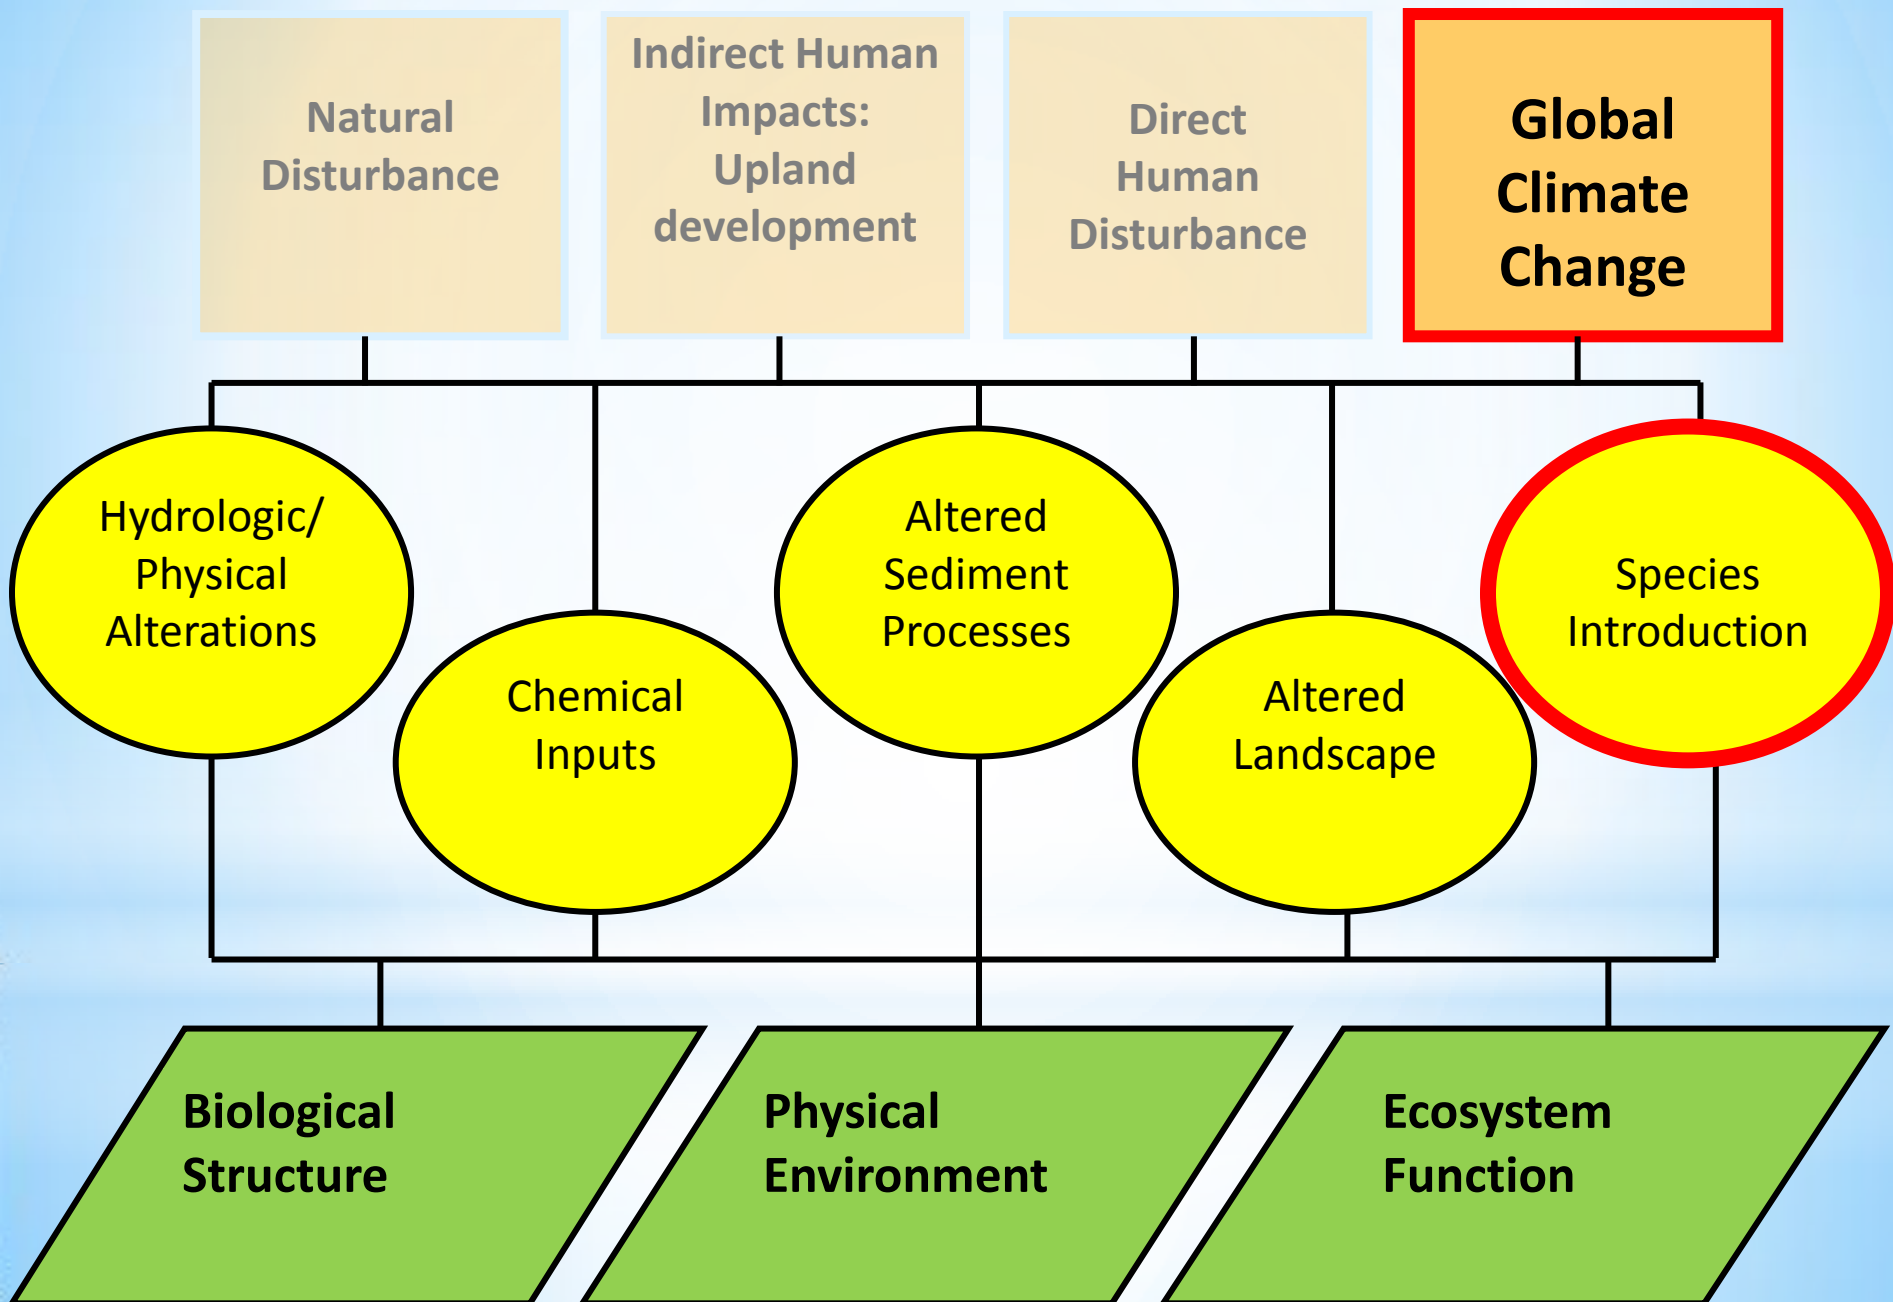 Natural
Disturbance
Indirect Human
Impacts:
Upland
development
Direct
Human
Disturbance
Global
Climate
Change
Hydrologic/
Physical
Alterations
Chemical
Inputs
Altered
Sediment
Processes
Altered
Landscape
Species
Introduction
Biological
Structure
Physical
Environment
Ecosystem
Function